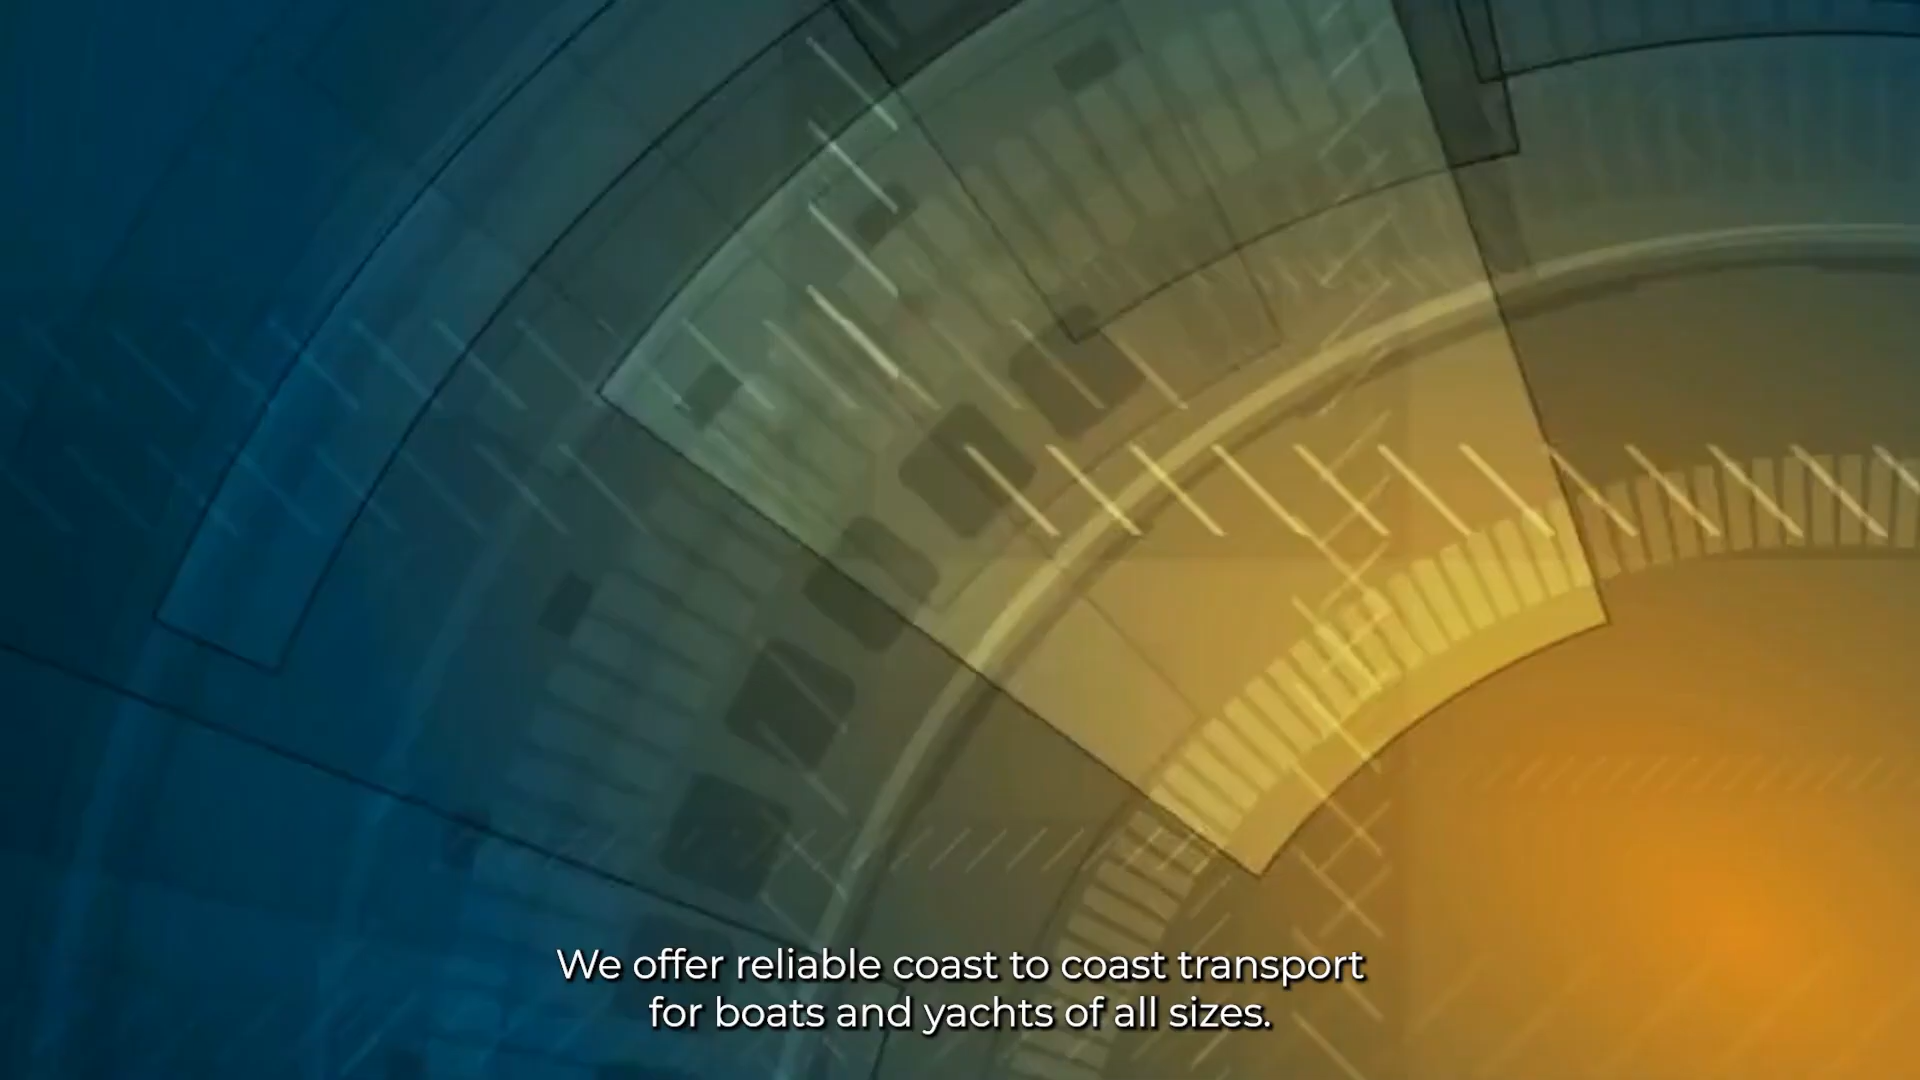 We offer reliable coast to coast transport
for boats and yachts of all sizes.